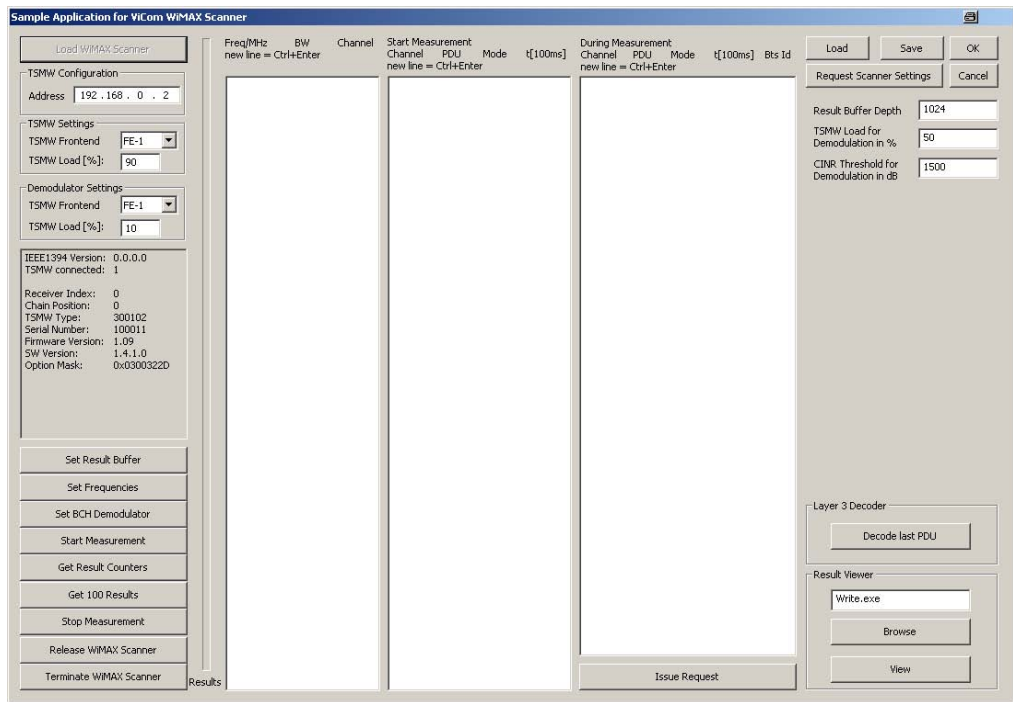 Sample Application for ViCom WiMAX Scanner
Load WiMAX Scanner
TSMW Configuration
Address 192 . 168 . 0 . 2
TSMW Settings
TSMW Frontend FE-1
TSMW Load [%]: 90
Demodulator Settings
TSMW Frontend FE-1
TSMW Load [%]: 10
IEEE1394 Version: 0.0.0.0
TSMW connected: 1
Receiver Index: 0
Chain Position: 0
TSMW Type: 300102
Serial Number: 100011
Firmware Version: 1.09
SW Version: 1.4.1.0
Option Mask: 0x0300322D
Set Result Buffer
Set Frequencies
Set BCH Demodulator
Start Measurement
Get Result Counters
Get 100 Results
Stop Measurement
Release WiMAX Scanner
Terminate WiMAX Scanner
Results
Freq/MHz BW Channel
new line = Ctrl+Enter
Start Measurement
Channel PDU Mode t[100ms]
new line = Ctrl+Enter
During Measurement
Channel PDU Mode t[100ms] Bts Id
new line = Ctrl+Enter
Issue Request
Load Save OK
Request Scanner Settings Cancel
Result Buffer Depth 1024
TSMW Load for
Demodulation in % 50
CINR Threshold for
Demodulation in dB 1500
Layer 3 Decoder
Decode last PDU
Result Viewer
Write.exe
Browse
View